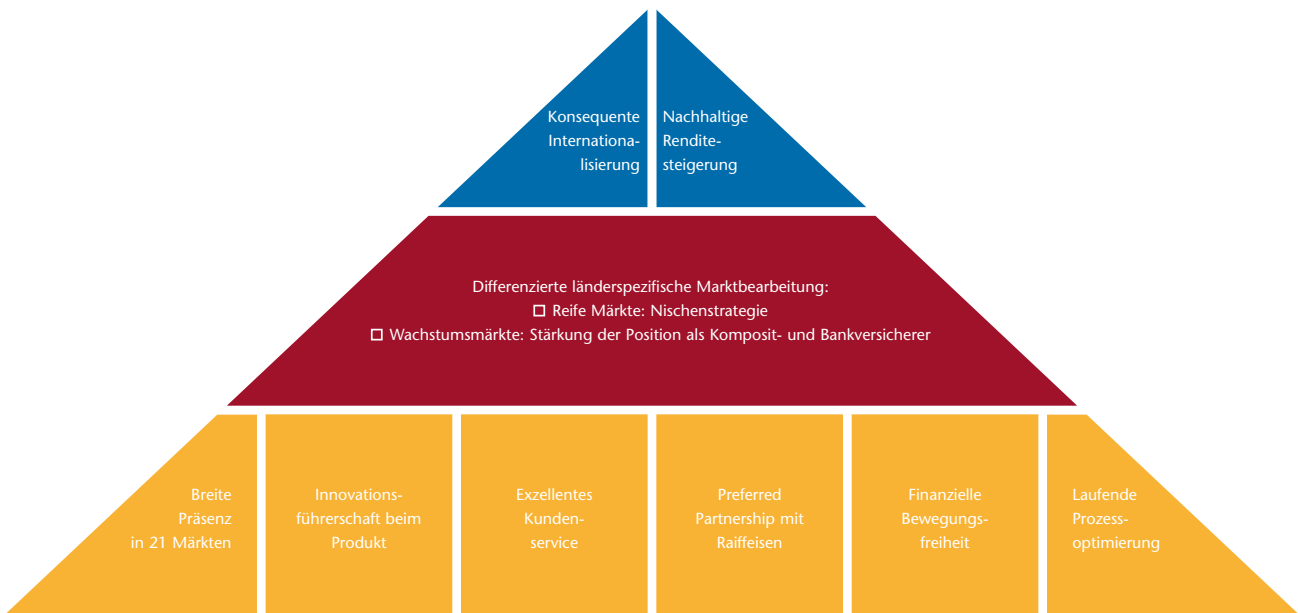 Konsequente
Internationa-
lisierung
Nachhaltige
Rendite-
steigerung
Differenzierte länderspezifische Marktbearbeitung:
□ Reife Märkte: Nischenstrategie
□ Wachstumsmärkte: Stärkung der Position als Komposit- und Bankversicherer
Breite
Präsenz
in 21 Märkten
Innovations-
führerschaft beim
Produkt
Exzellentes
Kunden-
service
Preferred
Partnership mit
Raiffeisen
Finanzielle
Bewegungs-
freiheit
Laufende
Prozess-
optimierung